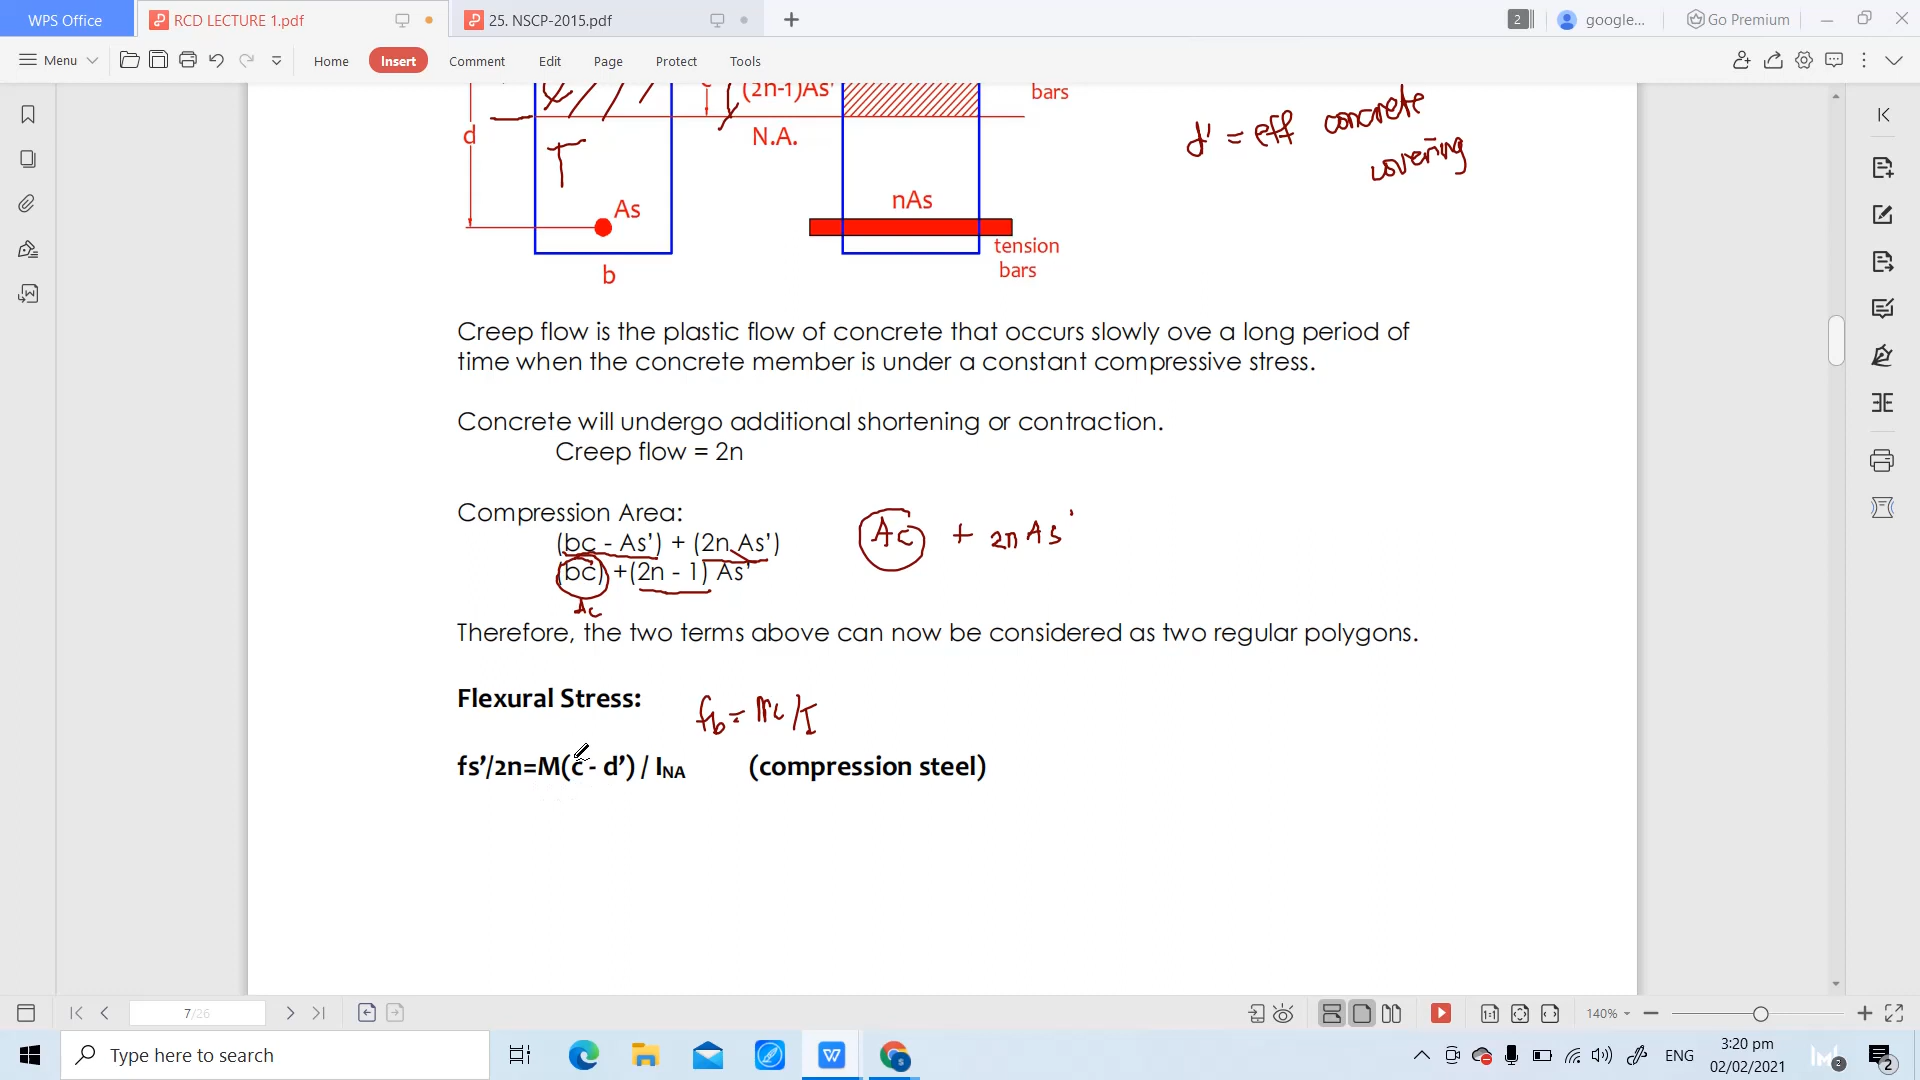 WPS Office
RCD LECTURE 1.pdf
25. NSCP-2015.pdf
2
google...
Go Premium
Menu
Home
Insert
Comment
Edit
Page
Protect
Tools
(2n-1)As'
bars
d' = eff concrete
covering
d
T
N.A.
As
nAs
tension
bars
b
Creep flow is the plastic flow of concrete that occurs slowly ove a long period of
time when the concrete member is under a constant compressive stress.
Concrete will undergo additional shortening or contraction.
Creep flow = 2n
Compression Area:
(bc - As') + (2n As')
Ac + 2n As'
(bc) +(2n - 1) As'
Ac
Therefore, the two terms above can now be considered as two regular polygons.
Flexural Stress:
fb = Mc/I
fs'/2n=M(c - d') / INA (compression steel)
7/26
140%
Type here to search
ENG
3:20 pm
02/02/2021
2
2